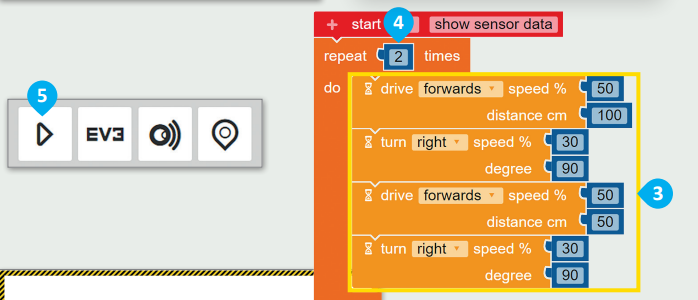 start 4 show sensor data
repeat 2 times
do drive forwards speed % 50
distance cm 100
turn right speed % 30
degree 90
drive forwards speed % 50
distance cm 50
turn right speed % 30
degree 90
3
5
EV3